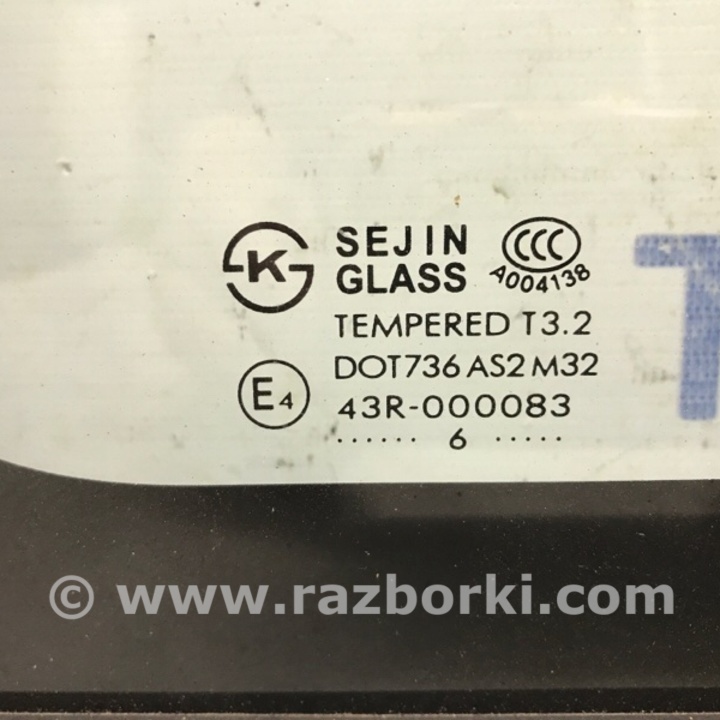 K SEJIN GLASS CCC A004138
TEMPERED T3.2
DOT736 AS2 M32
E4 43R-000083
······ 6 ·····
T
© www.razborki.com